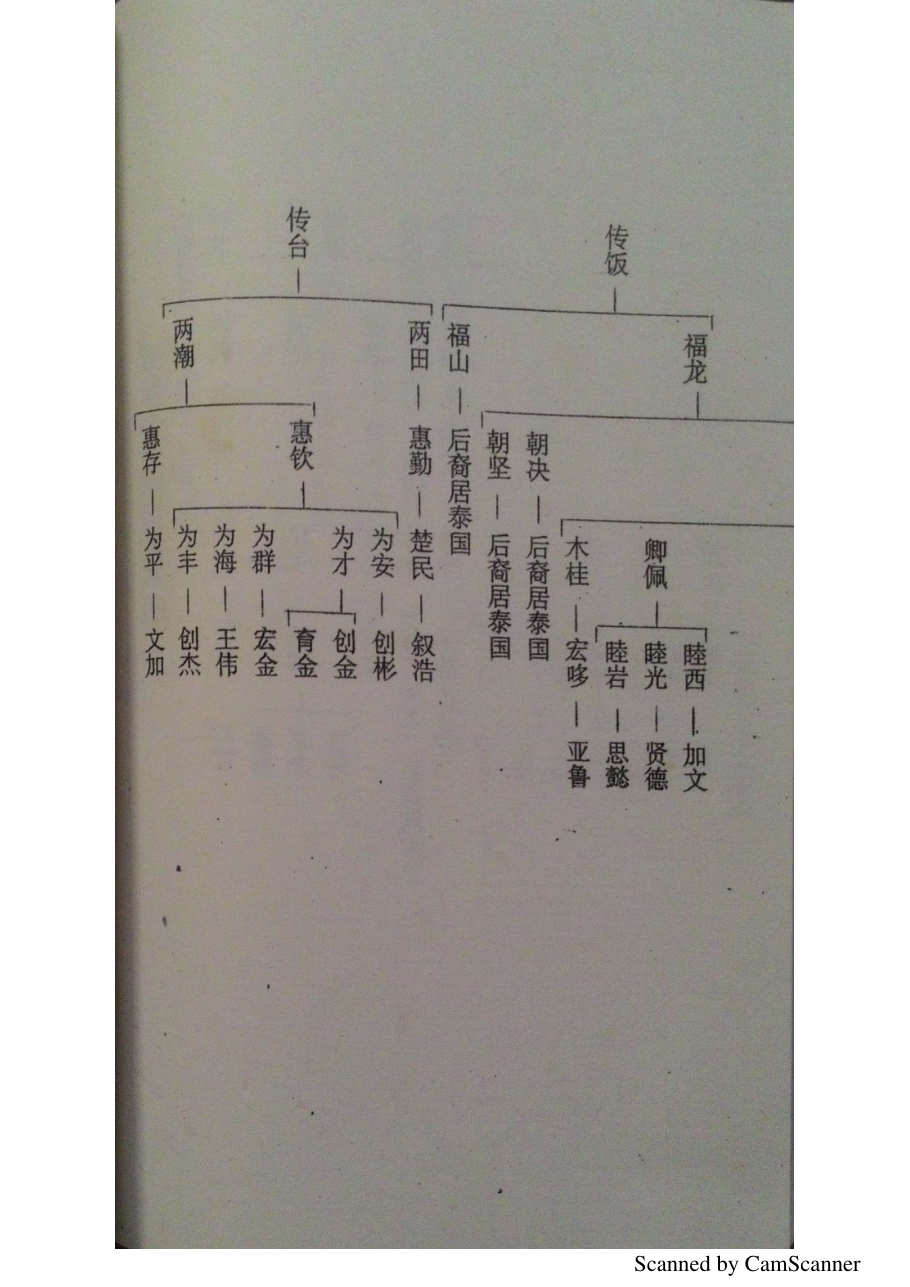 传饭
福龙
卿佩
睦西
加文
睦光
贤德
睦岩
思懿
木桂
宏哆
亚鲁
朝决
后裔居泰国
朝坚
后裔居泰国
福山
后裔居泰国
传台
两田
惠勤
楚民
叙浩
两潮
惠钦
为安
创彬
为才
创金
育金
为群
宏金
为海
王伟
为丰
创杰
惠存
为平
文加
Scanned by CamScanner